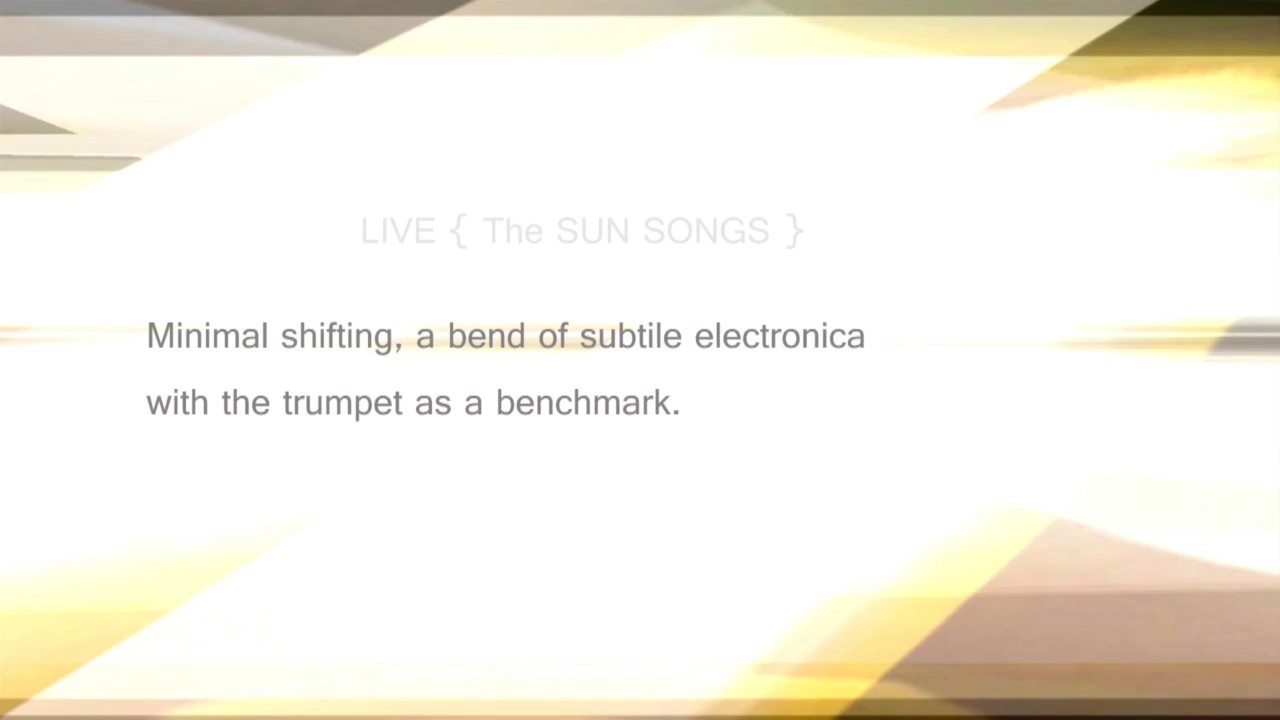 LIVE { The SUN SONGS }
Minimal shifting, a bend of subtile electronica
with the trumpet as a benchmark.